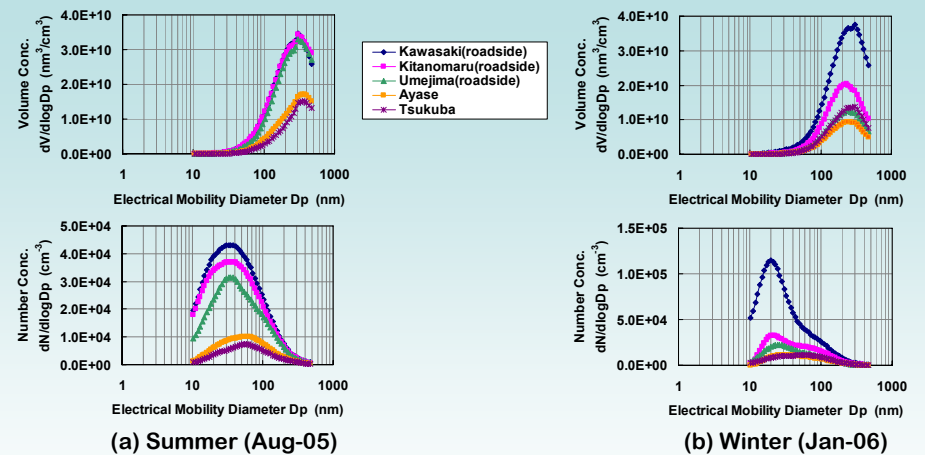 Volume Conc.
dV/dlogDp (nm³/cm³)
4.0E+10
3.0E+10
2.0E+10
1.0E+10
0.0E+00
1
10
100
1000
Electrical Mobility Diameter Dp (nm)
Kawasaki(roadside)
Kitanomaru(roadside)
Umejima(roadside)
Ayase
Tsukuba
Volume Conc.
dV/dlogDp (nm³/cm³)
4.0E+10
3.0E+10
2.0E+10
1.0E+10
0.0E+00
1
10
100
1000
Electrical Mobility Diameter Dp (nm)
Number Conc.
dN/dlogDp (cm⁻³)
5.0E+04
4.0E+04
3.0E+04
2.0E+04
1.0E+04
0.0E+00
1
10
100
1000
Electrical Mobility Diameter Dp (nm)
(a) Summer (Aug-05)
Number Conc.
dN/dlogDp (cm⁻³)
1.5E+05
1.0E+05
5.0E+04
0.0E+00
1
10
100
1000
Electrical Mobility Diameter Dp (nm)
(b) Winter (Jan-06)